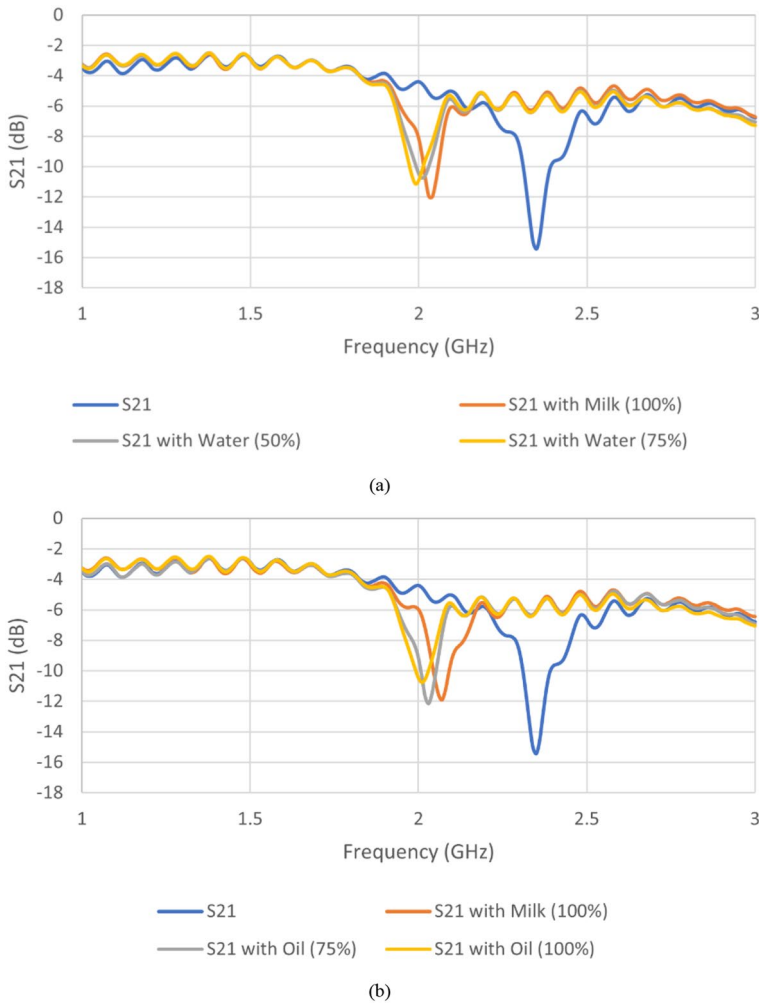 0
-2
-4
-6
-8
-10
-12
-14
-16
-18
S21 (dB)
1
1.5
2
2.5
3
Frequency (GHz)
S21
S21 with Milk (100%)
S21 with Water (50%)
S21 with Water (75%)
(a)
0
-2
-4
-6
-8
-10
-12
-14
-16
-18
S21 (dB)
1
1.5
2
2.5
3
Frequency (GHz)
S21
S21 with Milk (100%)
S21 with Oil (75%)
S21 with Oil (100%)
(b)